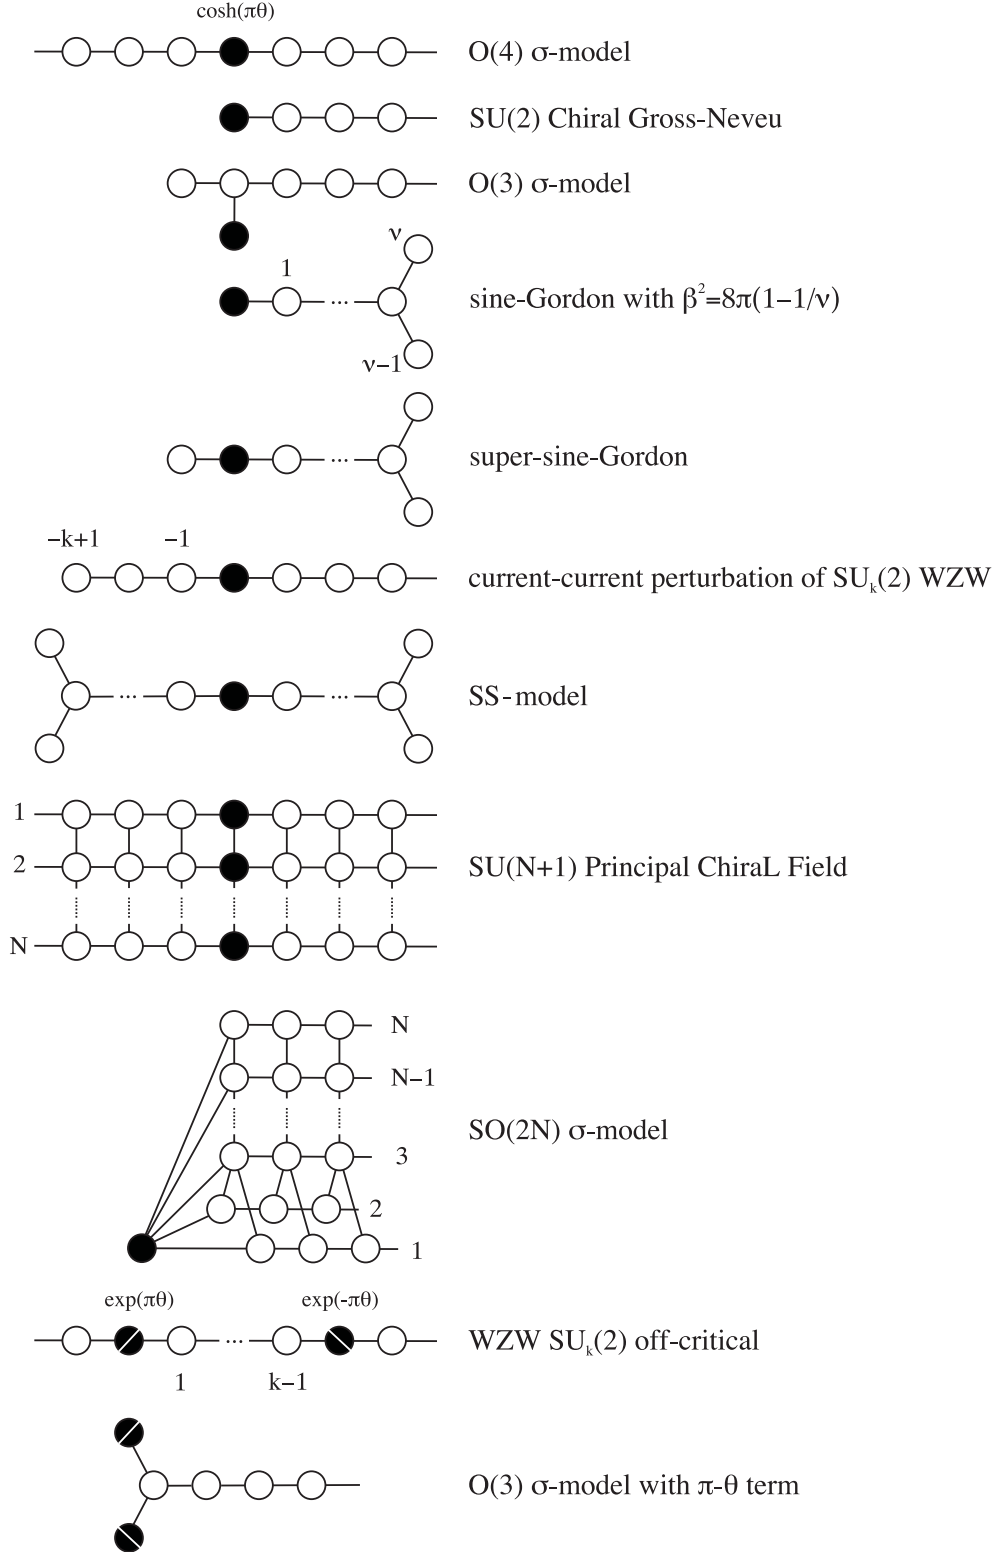 cosh(πθ)
O(4) σ-model
SU(2) Chiral Gross-Neveu
O(3) σ-model
ν
1
...
sine-Gordon with β²=8π(1−1/ν)
ν−1
...
super-sine-Gordon
−k+1 −1
current-current perturbation of SUₖ(2) WZW
... ...
SS-model
1
2
SU(N+1) Principal ChiraL Field
N
N
N−1
SO(2N) σ-model
3
2
1
exp(πθ) exp(-πθ)
...
WZW SUₖ(2) off-critical
1 k−1
O(3) σ-model with π-θ term